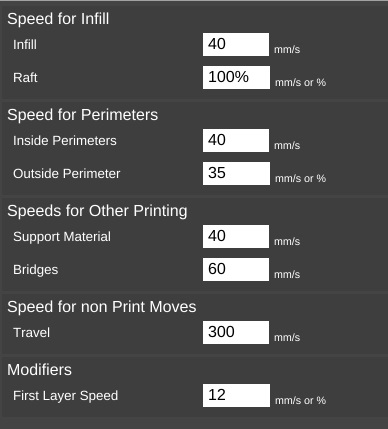 Speed for Infill
Infill 40 mm/s
Raft 100% mm/s or %
Speed for Perimeters
Inside Perimeters 40 mm/s
Outside Perimeter 35 mm/s or %
Speeds for Other Printing
Support Material 40 mm/s
Bridges 60 mm/s
Speed for non Print Moves
Travel 300 mm/s
Modifiers
First Layer Speed 12 mm/s or %